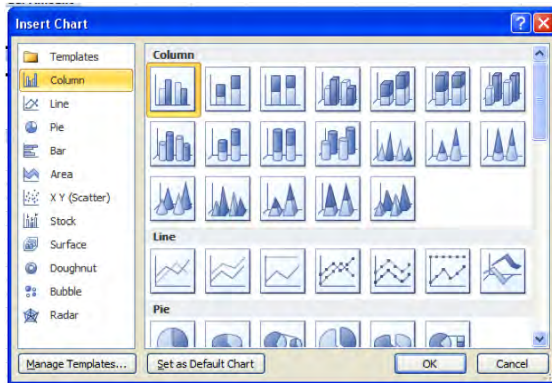 Insert Chart
Templates
Column
Line
Pie
Bar
Area
X Y (Scatter)
Stock
Surface
Doughnut
Bubble
Radar
Column
Line
Pie
Manage Templates...
Set as Default Chart
OK
Cancel